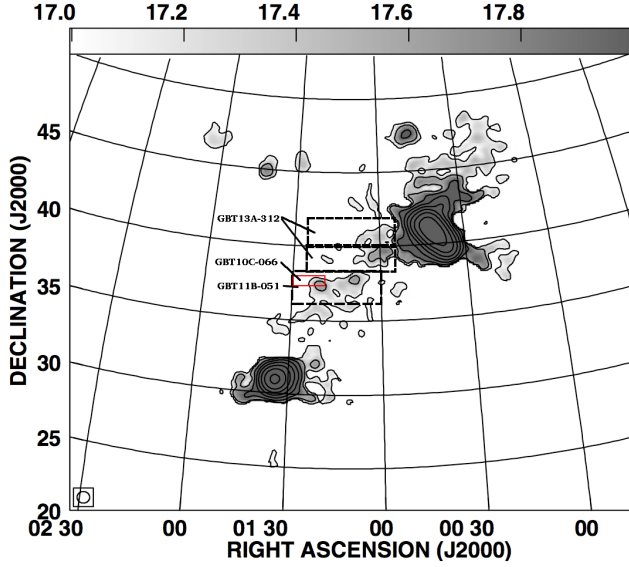 17.0 17.2 17.4 17.6 17.8
DECLINATION (J2000)
45
40
35
30
25
20
GBT13A-312
GBT10C-066
GBT11B-051
02 30 00 01 30 00 00 30 00
RIGHT ASCENSION (J2000)